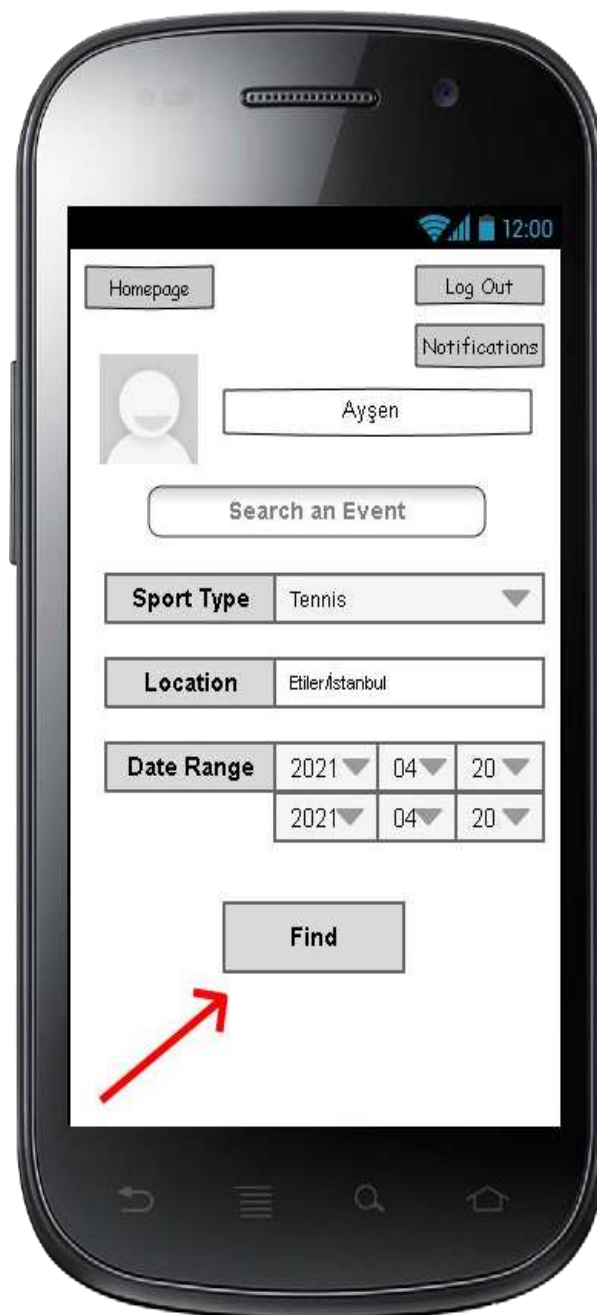 12:00
Homepage
Log Out
Notifications
Ayşen
Search an Event
Sport Type
Tennis
Location
Etiler/İstanbul
Date Range
2021 04 20
2021 04 20
Find